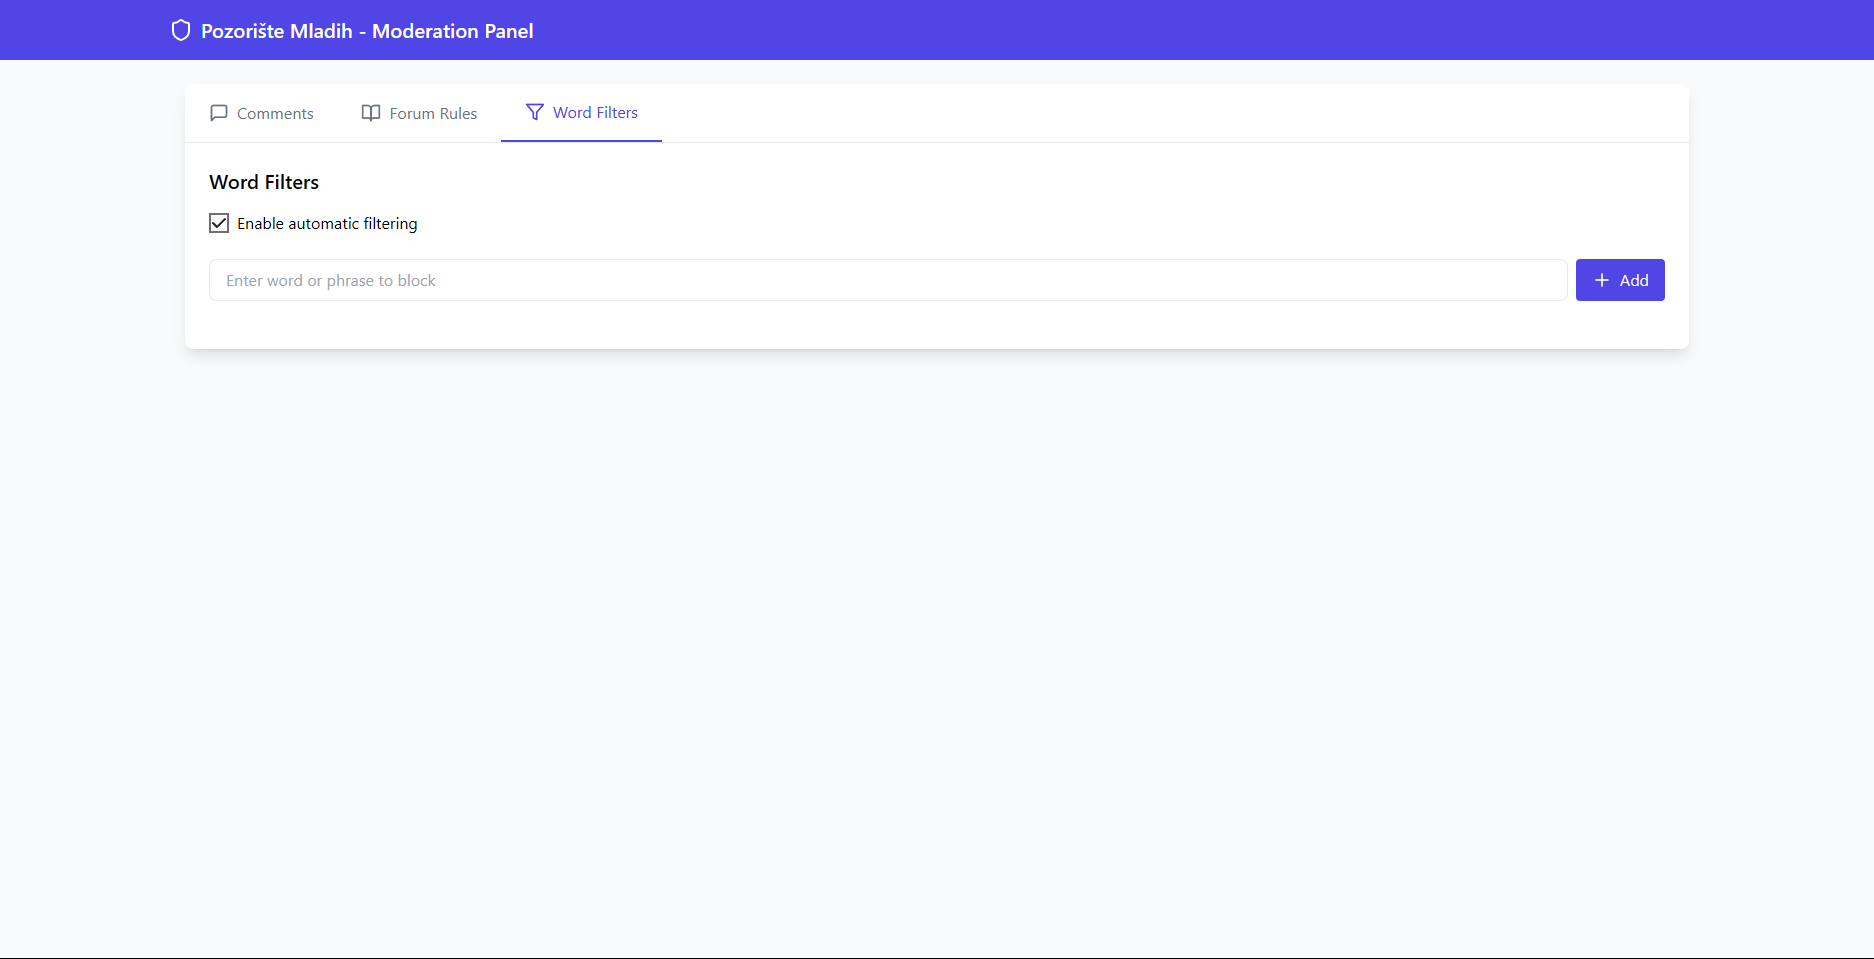 Pozorište Mladih - Moderation Panel
Comments
Forum Rules
Word Filters
Word Filters
Enable automatic filtering
Enter word or phrase to block
Add